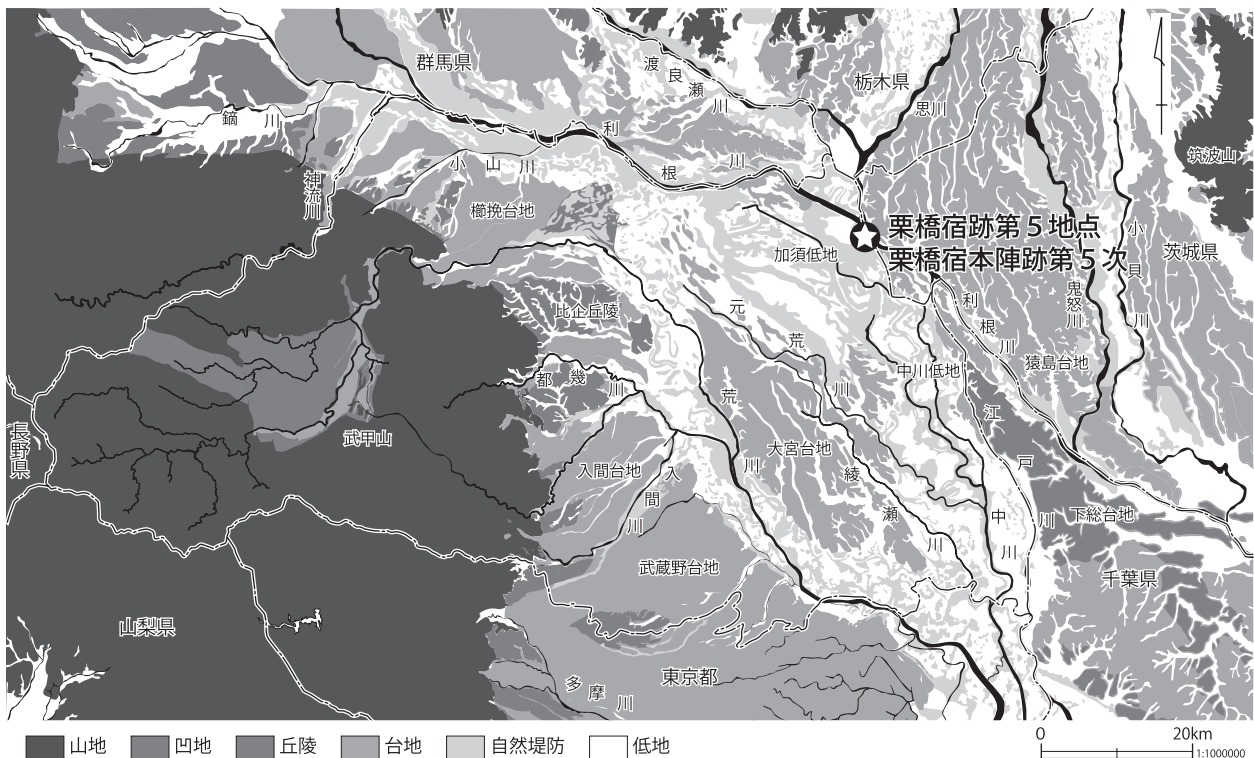 群馬県
渡良瀬川
栃木県
思川
筑波山
鏑川
利根川
小山川
神流川
櫛挽台地
加須低地
栗橋宿跡第5地点
栗橋宿本陣跡第5次
小貝川
茨城県
鬼怒川
利根川
比企丘陵
元荒川
猿島台地
中川低地
都幾川
荒川
江戸川
長野県
武甲山
大宮台地
綾瀬川
入間台地
入間川
中川
下総台地
武蔵野台地
千葉県
山梨県
東京都
多摩川
山地 凹地 丘陵 台地 自然堤防 低地
0 20km
1:1000000